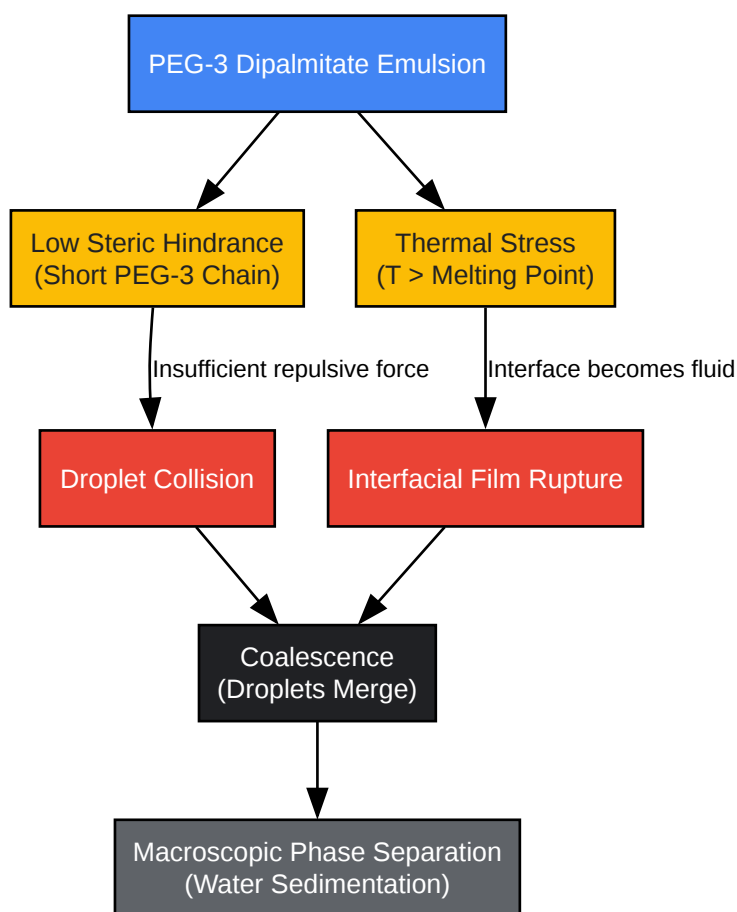 PEG-3 Dipalmitate Emulsion
Low Steric Hindrance
(Short PEG-3 Chain)
Thermal Stress
(T > Melting Point)
Insufficient repulsive force
Interface becomes fluid
Droplet Collision
Interfacial Film Rupture
Coalescence
(Droplets Merge)
Macroscopic Phase Separation
(Water Sedimentation)